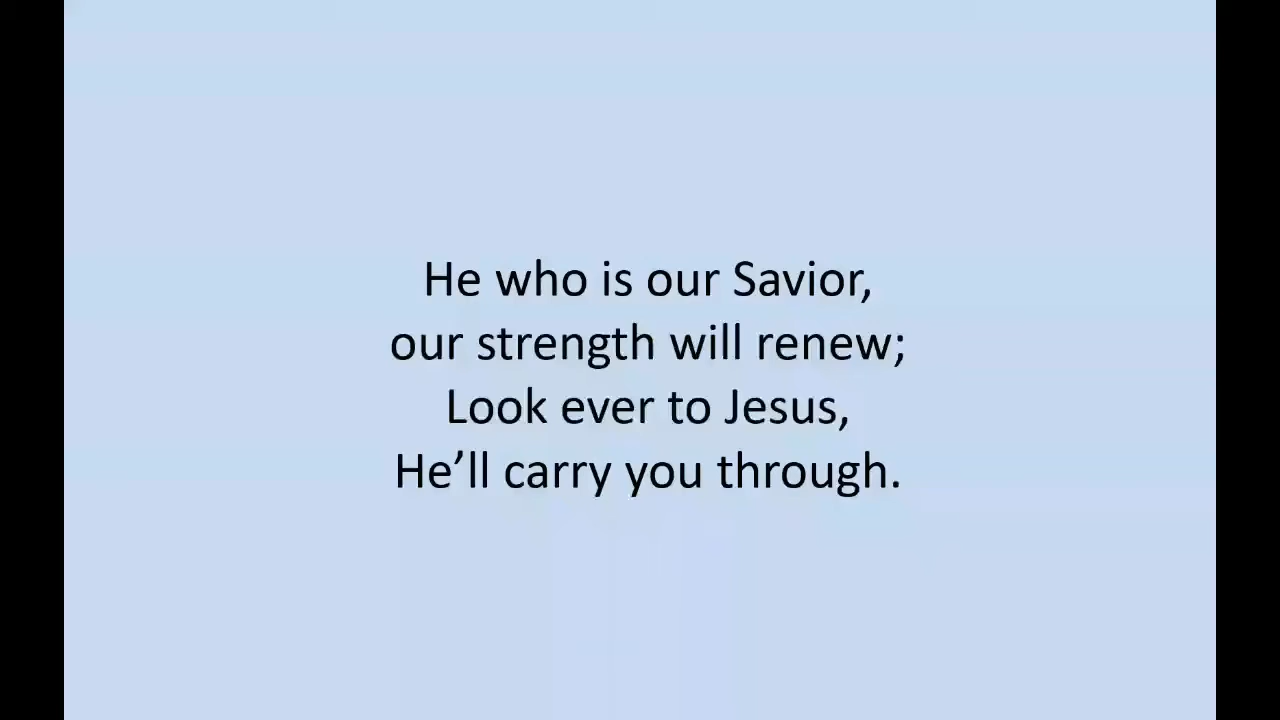 He who is our Savior,
our strength will renew;
Look ever to Jesus,
He’ll carry you through.